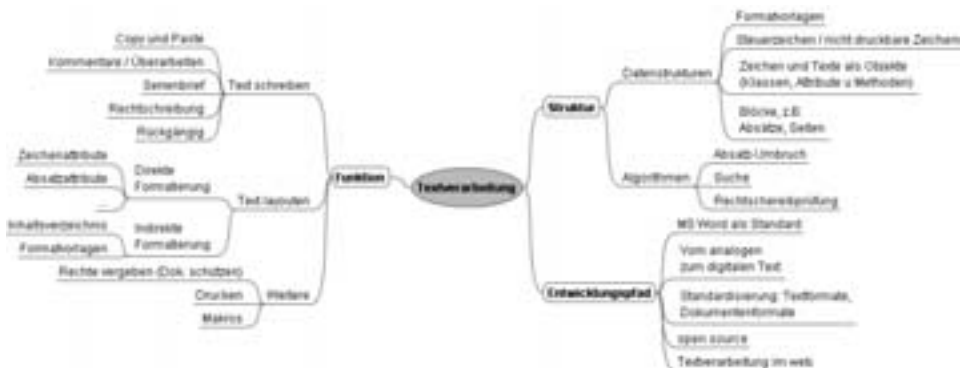 Copy und Paste
Kommentare / Überarbeiten
Serienbrief
Rechtschreibung
Rückgängig
Text schreiben
Zeichenattribute
Absatzattribute
...
Direkte
Formatierung
Inhaltsverzeichnis
Formatvorlagen
Indirekte
Formatierung
Text layouten
Rechte vergeben (Dok. schützen)
Drucken
Makros
Weitere
Funktion
Textverarbeitung
Struktur
Datenstrukturen
Formatvorlagen
Steuerzeichen / nicht druckbare Zeichen
Zeichen und Texte als Objekte
(Klassen, Attribute u Methoden)
Blöcke, z.B.
Absätze, Seiten
Algorithmen
Absatz-Umbruch
Suche
Entwicklungspfad
MS Word als Standard
Vom analogen
zum digitalen Text
Standardisierung: Textformate,
Dokumentenformate
open source
im web